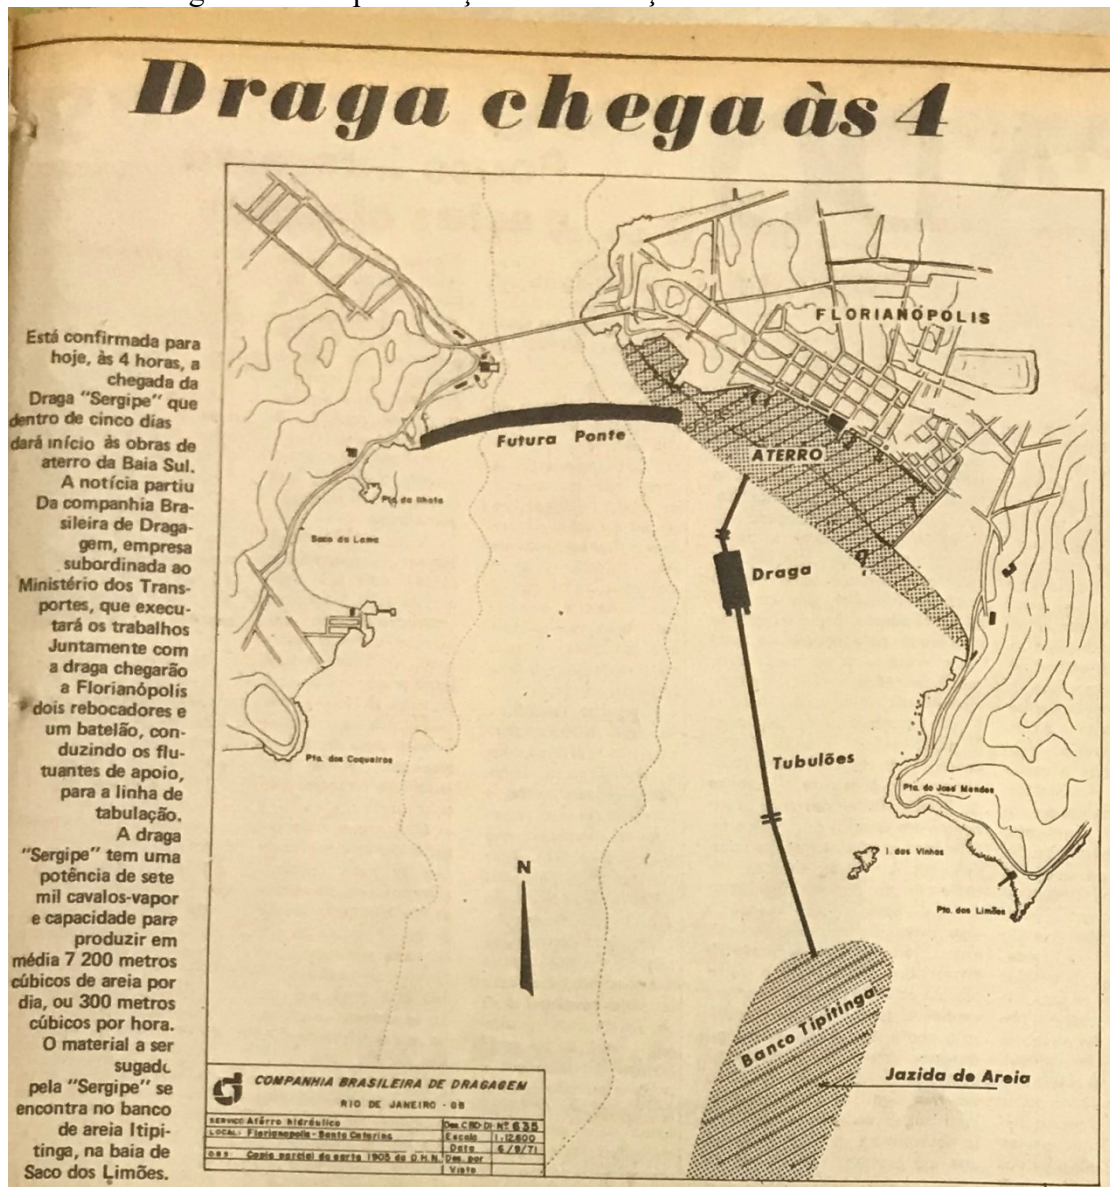 Draga chega às 4
Está confirmada para
hoje, às 4 horas, a
chegada da
Draga "Sergipe" que
dentro de cinco dias
dará início às obras de
aterro da Baia Sul.
A notícia partiu
Da companhia Bra-
sileira de Draga-
gem, empresa
subordinada ao
Ministério dos Trans-
portes, que execu-
tará os trabalhos
Juntamente com
a draga chegarão
a Florianópolis
dois rebocadores e
um batelão, con-
duzindo os flu-
tuantes de apoio,
para a linha de
tabulação.
A draga
"Sergipe" tem uma
potência de sete
mil cavalos-vapor
e capacidade para
produzir em
média 7 200 metros
cúbicos de areia por
dia, ou 300 metros
cúbicos por hora.
O material a ser
sugado
pela "Sergipe" se
encontra no banco
de areia Itipi-
tinga, na baia de
Saco dos Limões.
FLORIANÓPOLIS
Futura Ponte
ATERRO
Pta. da Ilhota
Saco da Lama
Draga
Pta. dos Coqueiros
Tubulões
Pta. do José Mendes
I. das Vinhas
Pta. dos Limões
N
Banco Tipitinga
Jazida de Areia
COMPANHIA BRASILEIRA DE DRAGAGEM
RIO DE JANEIRO - GB
SERVIÇO: Atêrro hidráulico
Des. CBD-DI-Nº 635
LOCAL: Florianopolis - Santa Catarina
Escala 1-12.600
Data 6/9/71
OBS: Copia parcial da carta 1905 da D.H.N.
Des. por
Visto